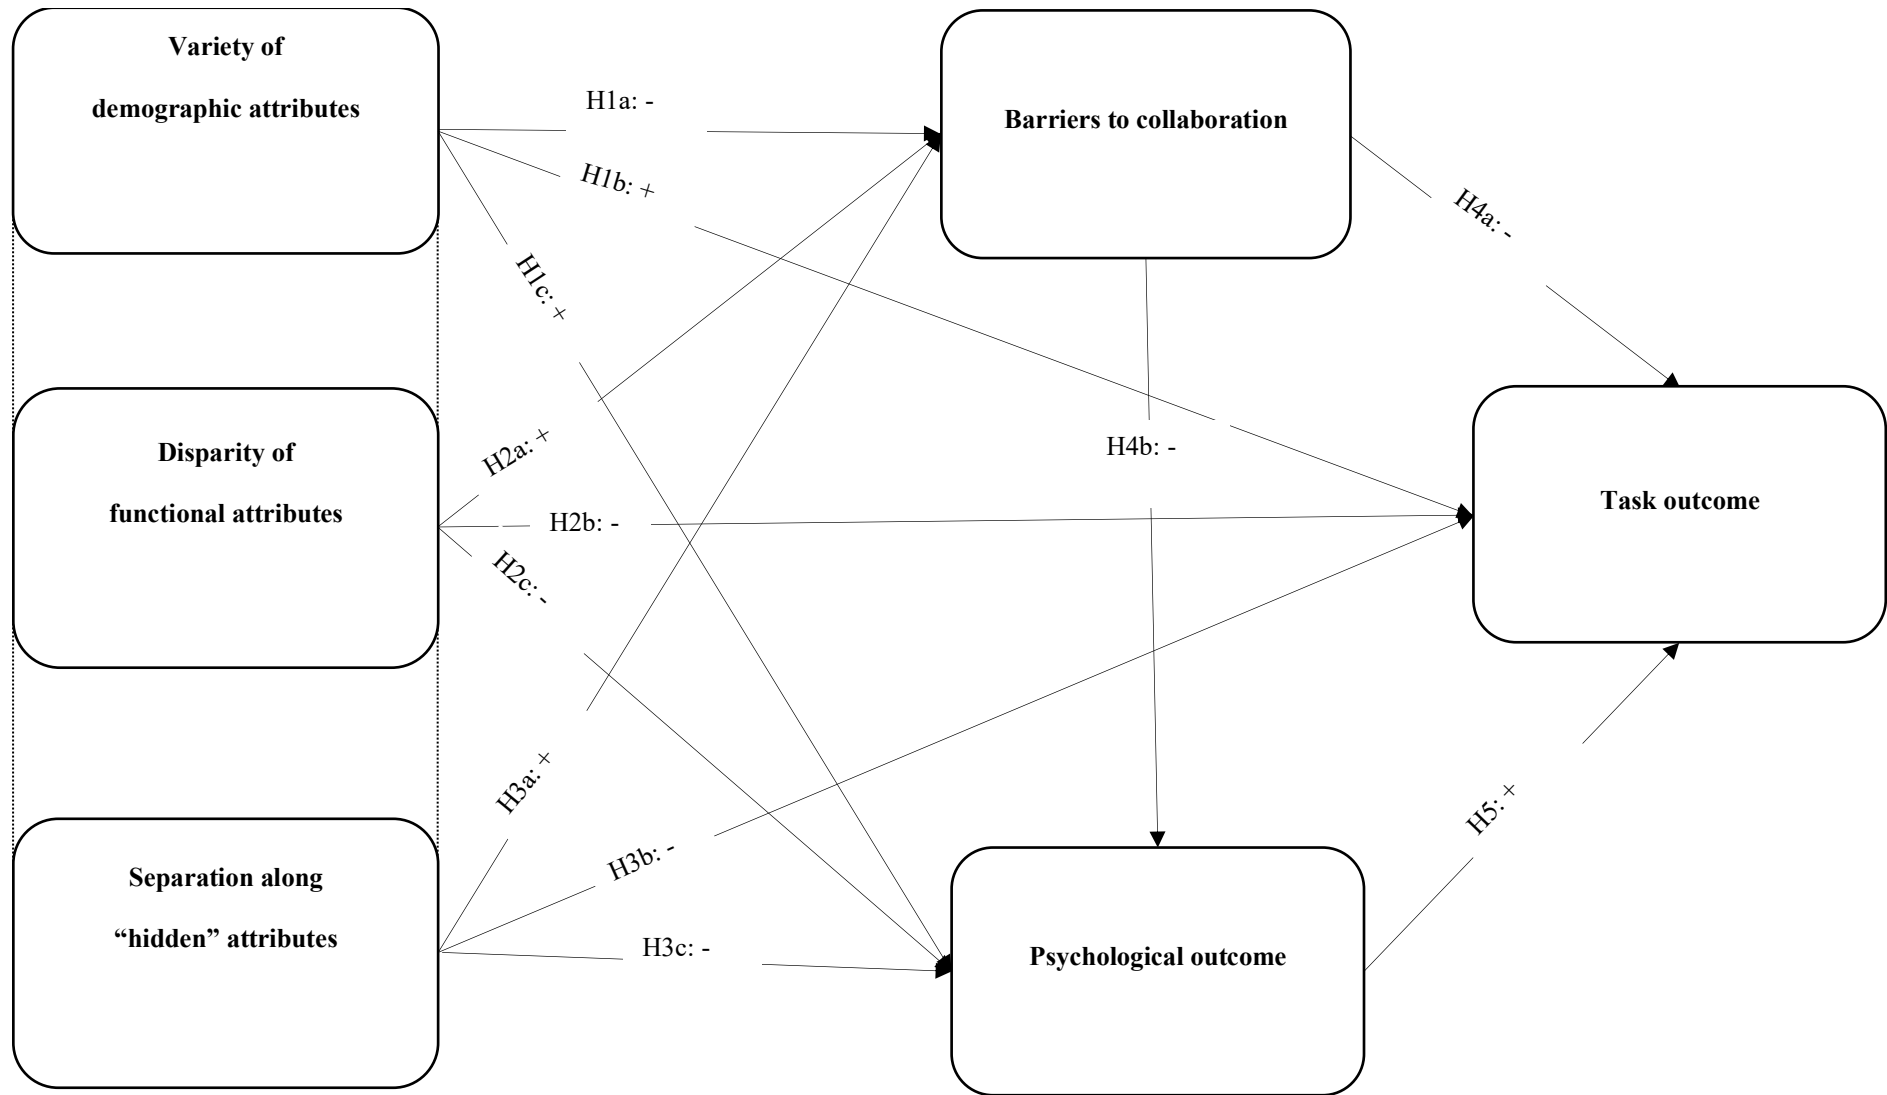 Variety of
demographic attributes
H1a: -
H1b: +
H1c: +
Barriers to collaboration
H4a: -
Disparity of
functional attributes
H2a: +
H2b: -
H2c: -
H4b: -
Task outcome
Separation along
“hidden” attributes
H3a: +
H3b: -
H3c: -
Psychological outcome
H5: +